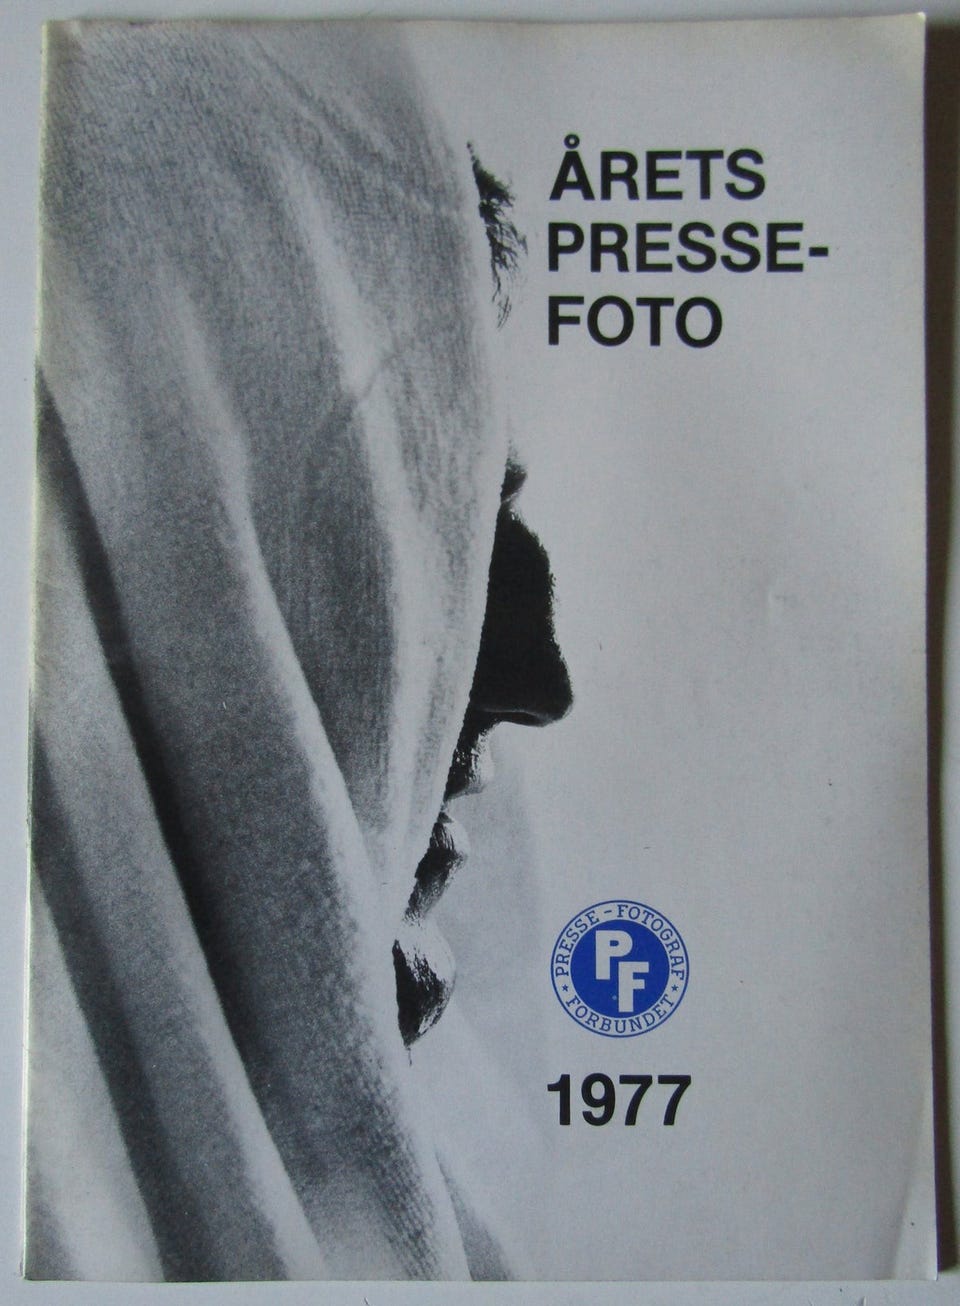 ÅRETS
PRESSE-
FOTO
PRESSE-FOTOGRAF
PF
★ FORBUNDET ★
1977